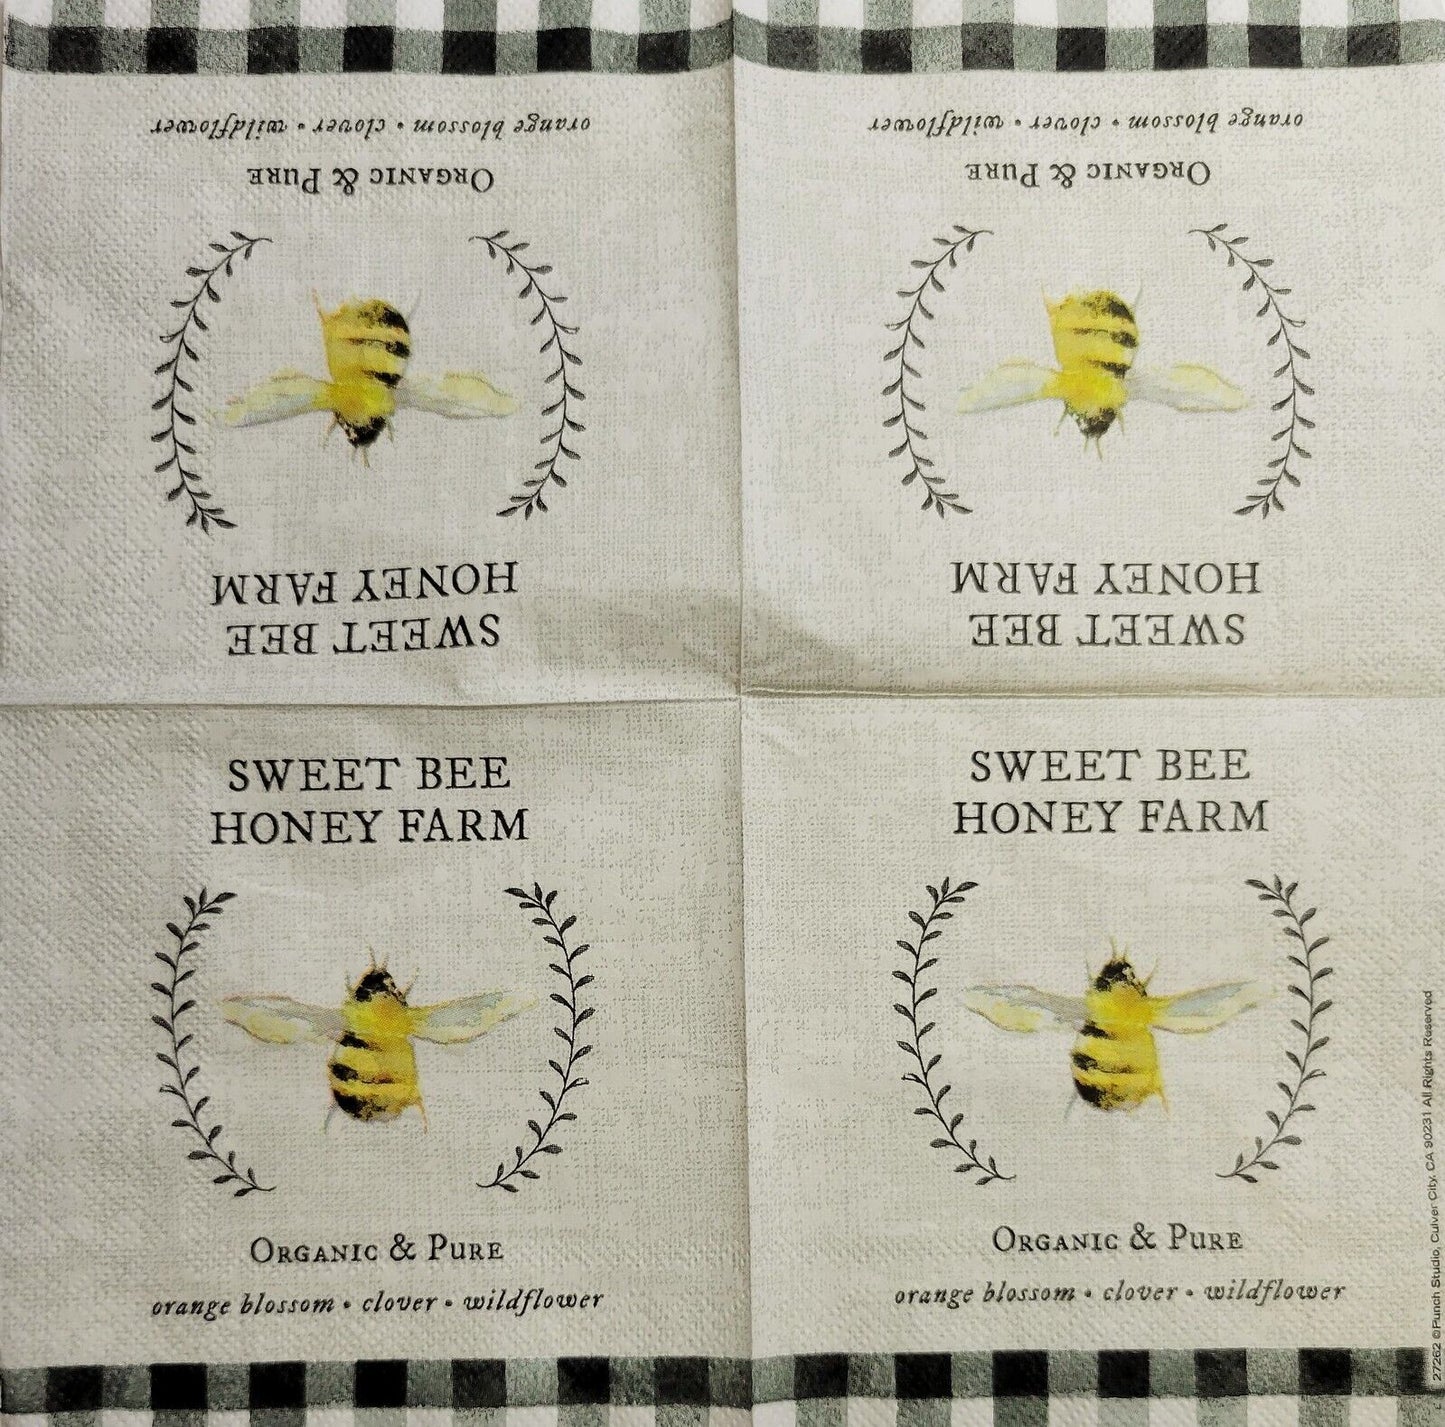 orange blossom • clover • wildflower
Organic & Pure
HONEY FARM
SWEET BEE
orange blossom • clover • wildflower
Organic & Pure
HONEY FARM
SWEET BEE
SWEET BEE
HONEY FARM
Organic & Pure
orange blossom • clover • wildflower
SWEET BEE
HONEY FARM
Organic & Pure
orange blossom • clover • wildflower
27262 ©Punch Studio, Culver City, CA 90231 All Rights Reserved